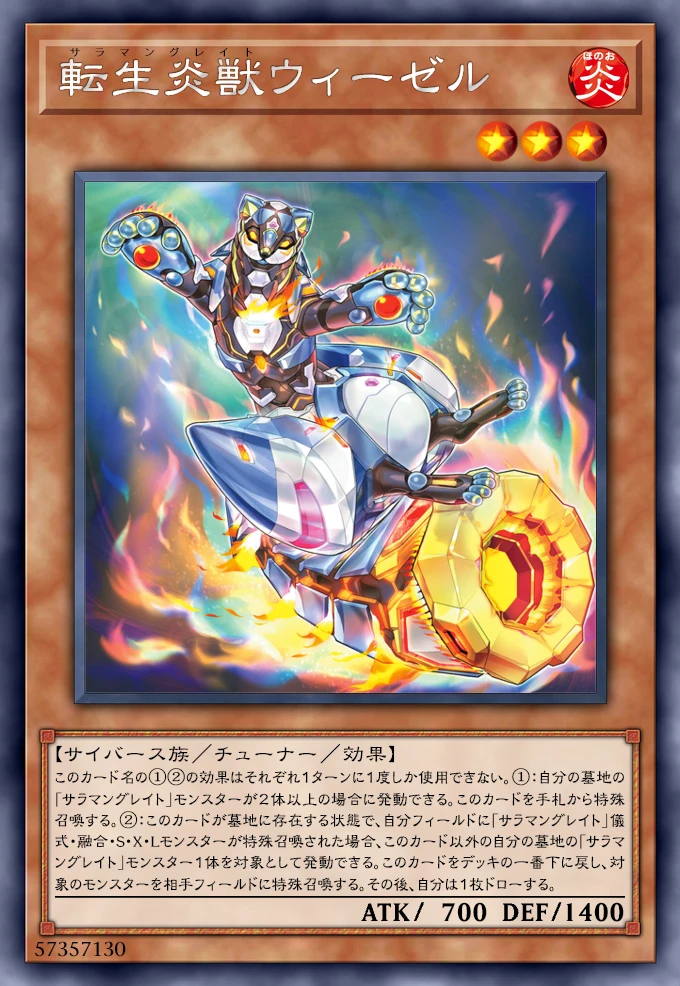 サラマングレイト
転生炎獣ウィーゼル
ほのお
炎
【サイバース族／チューナー／効果】
このカード名の①②の効果はそれぞれ1ターンに1度しか使用できない。①：自分の墓地の
「サラマングレイト」モンスターが2体以上の場合に発動できる。このカードを手札から特殊
召喚する。②：このカードが墓地に存在する状態で、自分フィールドに「サラマングレイト」儀
式・融合・S・X・Lモンスターが特殊召喚された場合、このカード以外の自分の墓地の「サラマ
ングレイト」モンスター1体を対象として発動できる。このカードをデッキの一番下に戻し、対
象のモンスターを相手フィールドに特殊召喚する。その後、自分は1枚ドローする。
ATK/ 700 DEF/1400
57357130